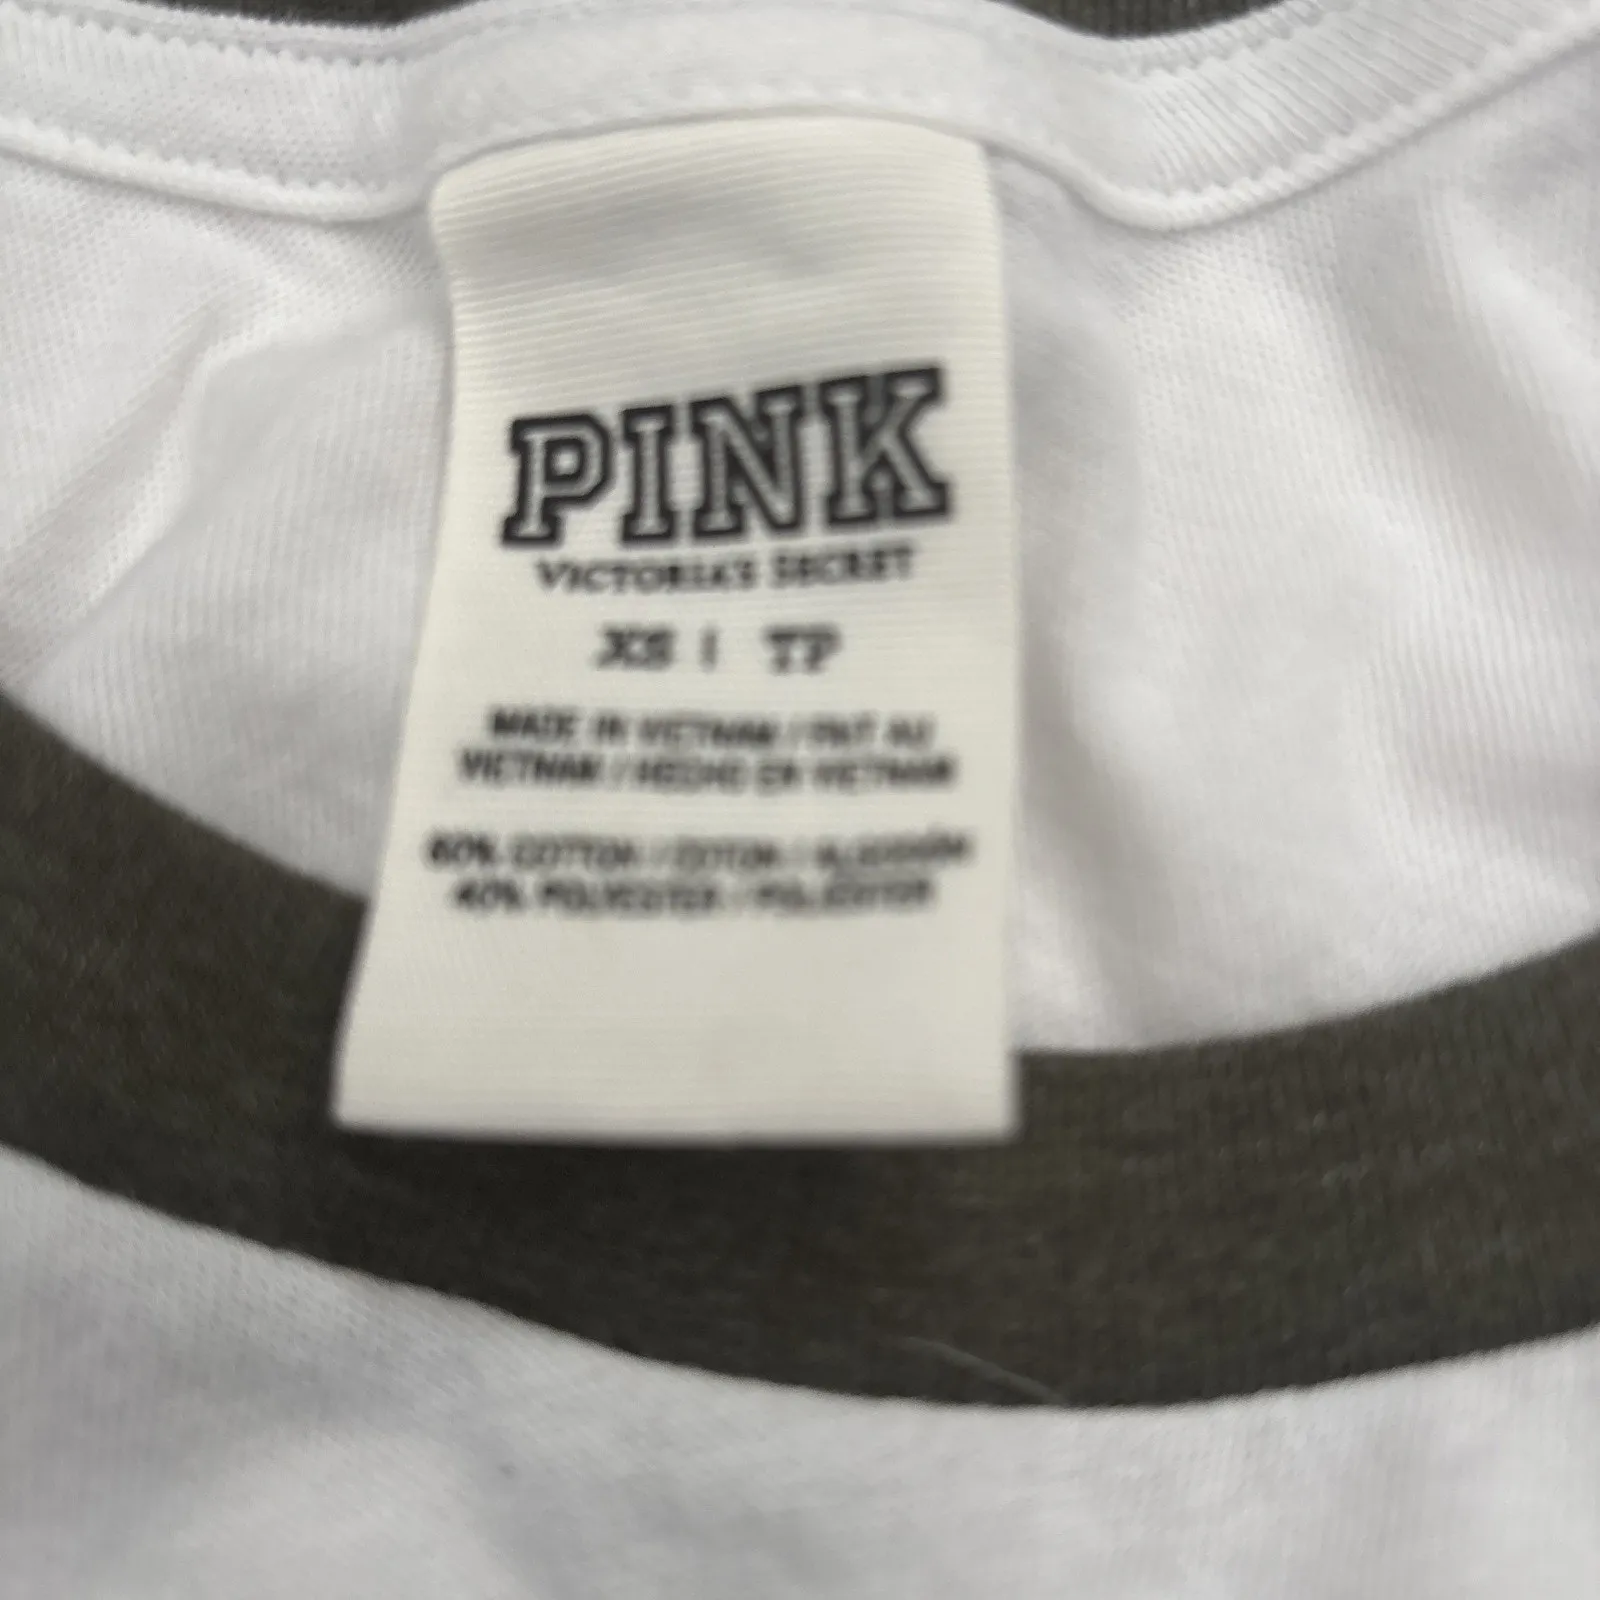 PINK
VICTORIA'S SECRET
XS | TP
MADE IN VIETNAM / FAIT AU
VIETNAM / HECHO EN VIETNAM
60% COTTON / COTON / ALGODÓN
40% POLYESTER / POLIÉSTER